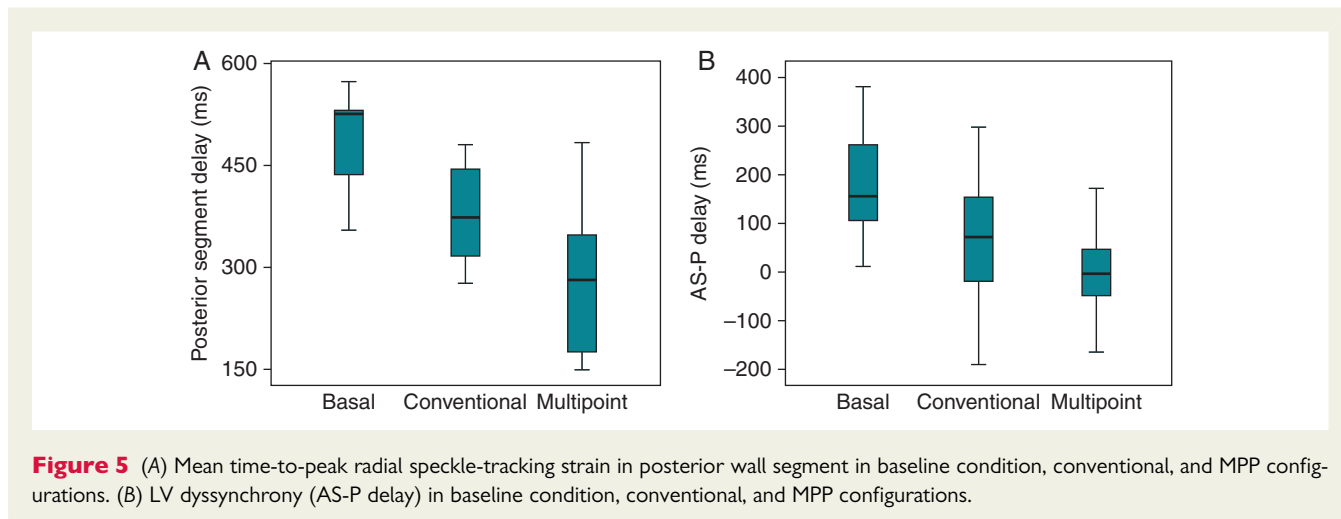 A
B
Posterior segment delay (ms)
600
450
300
150
Basal Conventional Multipoint
AS-P delay (ms)
400
300
200
100
0
−100
−200
Basal Conventional Multipoint
Figure 5 (A) Mean time-to-peak radial speckle-tracking strain in posterior wall segment in baseline condition, conventional, and MPP config-
urations. (B) LV dyssynchrony (AS-P delay) in baseline condition, conventional, and MPP configurations.